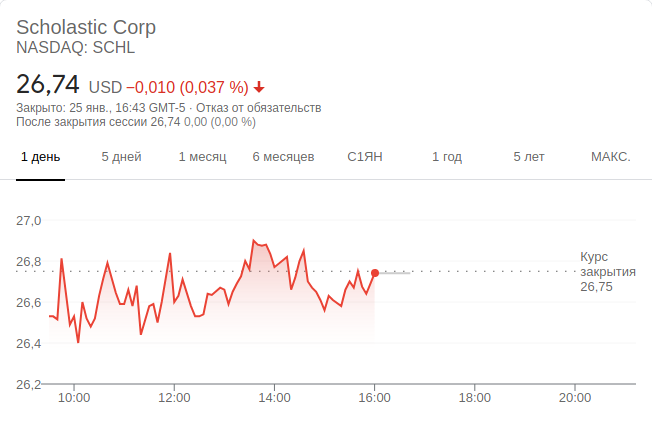 Scholastic Corp
NASDAQ: SCHL
26,74 USD −0,010 (0,037 %)
Закрыто: 25 янв., 16:43 GMT-5 · Отказ от обязательств
После закрытия сессии 26,74 0,00 (0,00 %)
1 день 5 дней 1 месяц 6 месяцев С1ЯН 1 год 5 лет МАКС.
27,0
26,8
26,6
26,4
26,2
Курс
закрытия
26,75
10:00 12:00 14:00 16:00 18:00 20:00